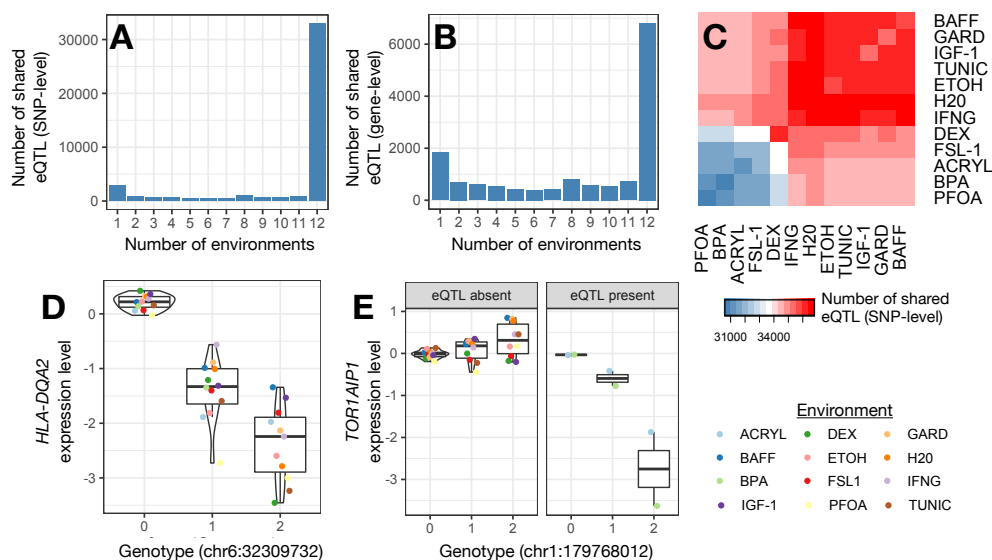 A
Number of shared
eQTL (SNP-level)
30000
20000
10000
0
1 2 3 4 5 6 7 8 9 10 11 12
Number of environments
B
Number of shared
eQTL (gene-level)
6000
4000
2000
0
1 2 3 4 5 6 7 8 9 10 11 12
Number of environments
C
BAFF
GARD
IGF-1
TUNIC
ETOH
H20
IFNG
DEX
FSL-1
ACRYL
BPA
PFOA
PFOA BPA ACRYL FSL-1 DEX IFNG H20 ETOH TUNIC IGF-1 GARD BAFF
Number of shared
eQTL (SNP-level)
31000 34000
D
HLA-DQA2
expression level
0
-1
-2
-3
0 1 2
Genotype (chr6:32309732)
E
TOR1AIP1
expression level
eQTL absent eQTL present
1
0
-1
-2
-3
0 1 2 0 1 2
Genotype (chr1:179768012)
Environment
ACRYL DEX GARD
BAFF ETOH H20
BPA FSL1 IFNG
IGF-1 PFOA TUNIC